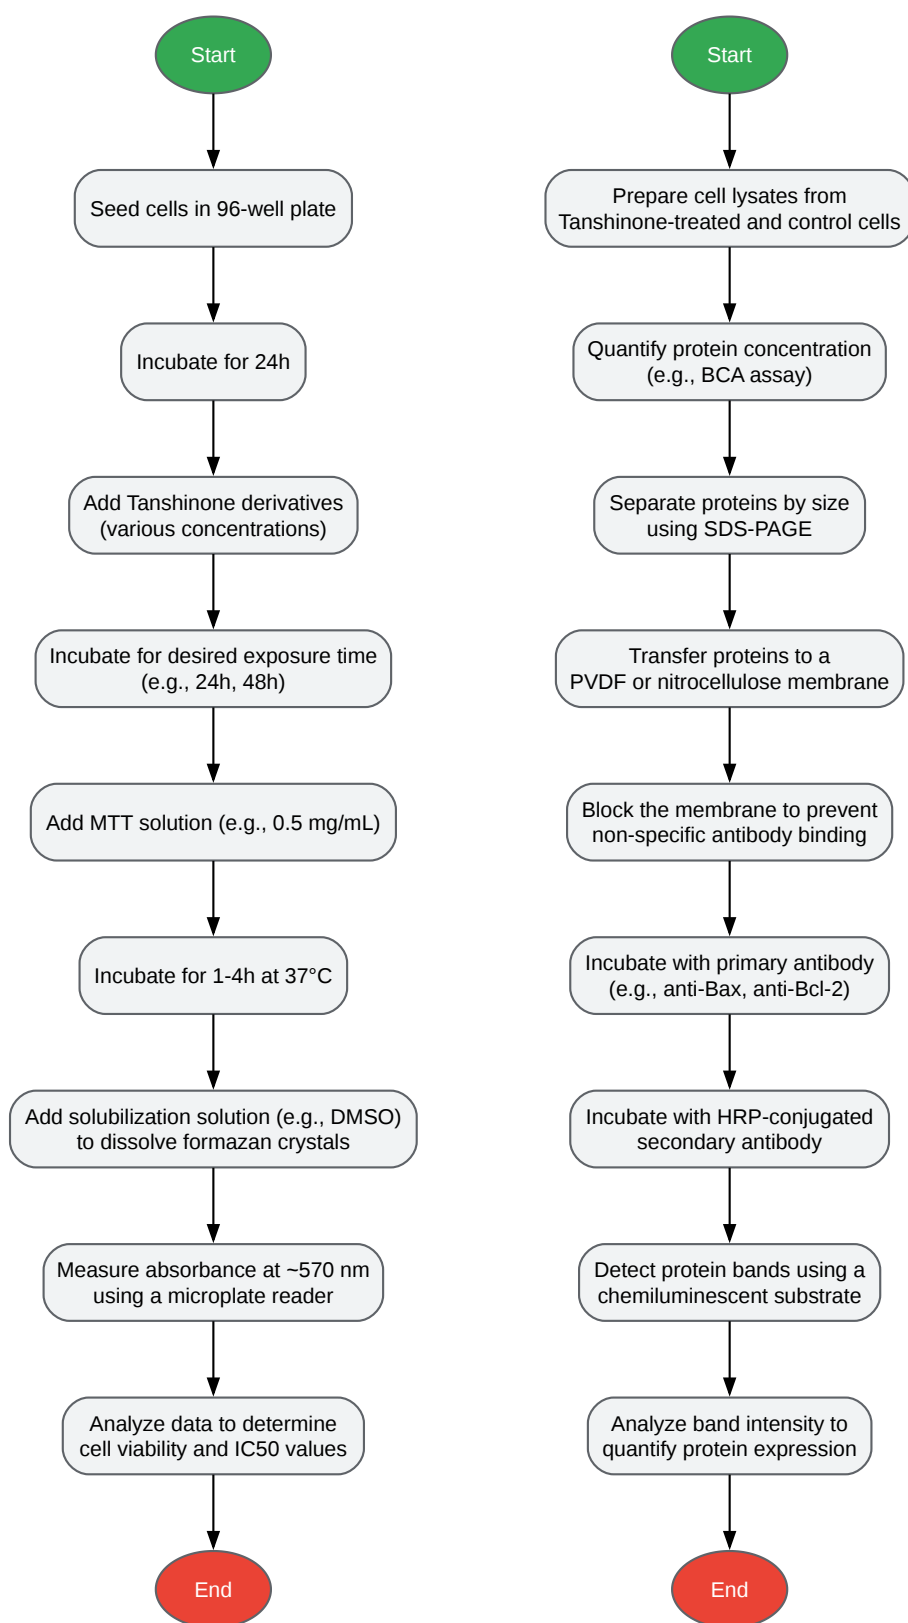 Start
Seed cells in 96-well plate
Incubate for 24h
Add Tanshinone derivatives
(various concentrations)
Incubate for desired exposure time
(e.g., 24h, 48h)
Add MTT solution (e.g., 0.5 mg/mL)
Incubate for 1-4h at 37°C
Add solubilization solution (e.g., DMSO)
to dissolve formazan crystals
Measure absorbance at ~570 nm
using a microplate reader
Analyze data to determine
cell viability and IC50 values
End
Start
Prepare cell lysates from
Tanshinone-treated and control cells
Quantify protein concentration
(e.g., BCA assay)
Separate proteins by size
using SDS-PAGE
Transfer proteins to a
PVDF or nitrocellulose membrane
Block the membrane to prevent
non-specific antibody binding
Incubate with primary antibody
(e.g., anti-Bax, anti-Bcl-2)
Incubate with HRP-conjugated
secondary antibody
Detect protein bands using a
chemiluminescent substrate
Analyze band intensity to
quantify protein expression
End